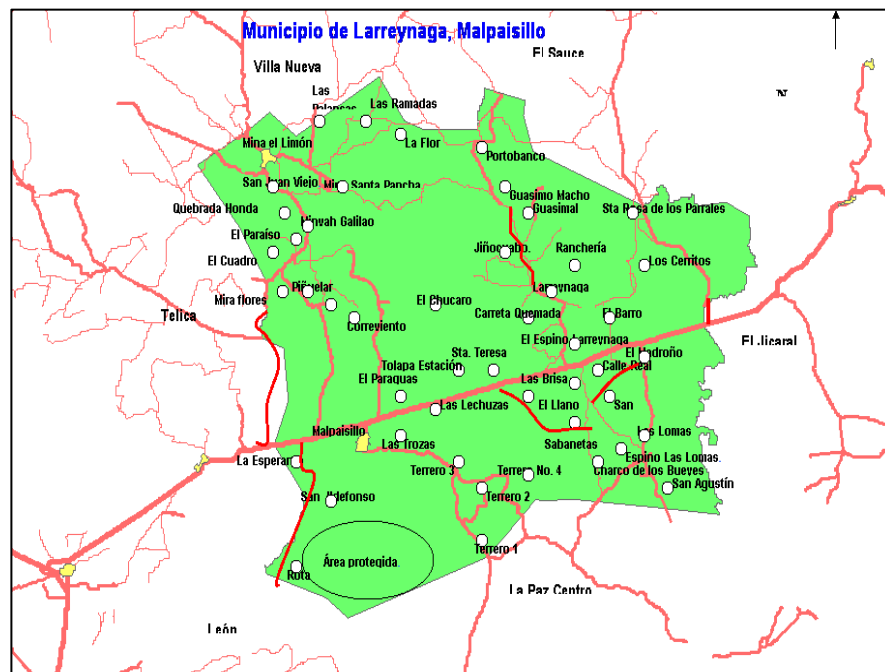 Municipio de Larreynaga, Malpaisillo
El Sauce
Villa Nueva
N
Las
Las Ramadas
La Flor
Mina el Limón
Portobanco
San Juan Viejo
Santa Pancha
Guasimo Macho
Quebrada Honda
Guasimal
Sta Rosa de los Parrales
Galilao
El Paraíso
El Cuadro
Ranchería
Los Cerritos
Mira flores
Piñuelar
El Chucaro
Larreynaga
Telica
Correviento
Carreta Quemada
El Barro
El Jicaral
El Espino Larreynaga
El Madroño
Sta. Teresa
Tolapa Estación
Calle Real
El Paraguas
Las Brisa
Las Lechuzas
El Llano
San
Malpaisillo
Las Trozas
Sabanetas
Las Lomas
La Esperan
Espino Las Lomas.
Terrero 3
Terrero No. 4
Charco de los Bueyes
San Agustín
San Ildefonso
Terrero 2
Terrero 1
Área protegida.
Rota
La Paz Centro
León